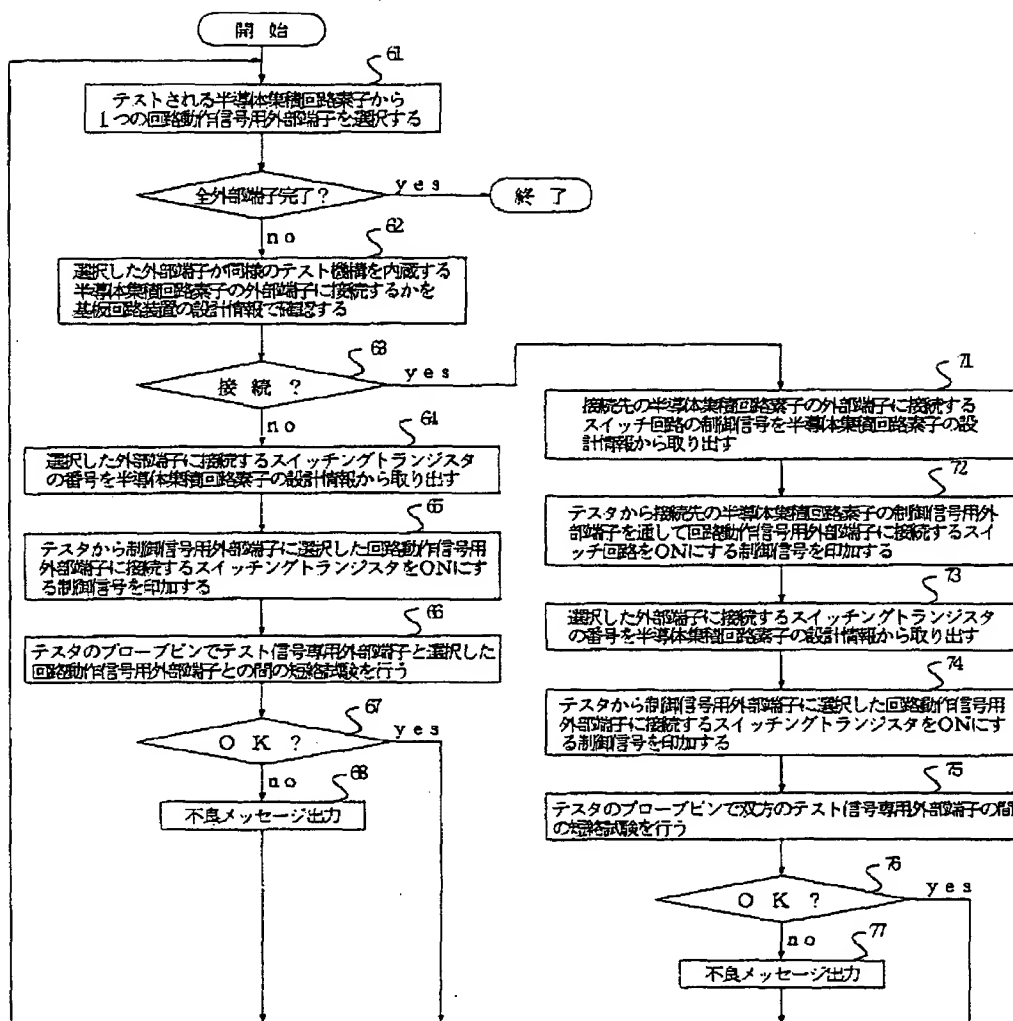 開 始
61
テストされる半導体集積回路素子から
1つの回路動作信号用外部端子を選択する
全外部端子完了？
yes
終 了
no
62
選択した外部端子が同様のテスト機構を内蔵する
半導体集積回路素子の外部端子に接続するかを
基板回路装置の設計情報で確認する
63
接 続 ？
yes
no
64
選択した外部端子に接続するスイッチングトランジスタ
の番号を半導体集積回路素子の設計情報から取り出す
65
テスタから制御信号用外部端子に選択した回路動作信号用
外部端子に接続するスイッチングトランジスタをONにす
る制御信号を印加する
66
テスタのプローブピンでテスト信号専用外部端子と選択した
回路動作信号用外部端子との間の短絡試験を行う
67
O K ？
yes
no
68
不良メッセージ出力
71
接続先の半導体集積回路素子の外部端子に接続する
スイッチ回路の制御信号を半導体集積回路素子の設
計情報から取り出す
72
テスタから接続先の半導体集積回路素子の制御信号用外
部端子を通して回路動作信号用外部端子に接続するスイ
ッチ回路をONにする制御信号を印加する
73
選択した外部端子に接続するスイッチングトランジスタ
の番号を半導体集積回路素子の設計情報から取り出す
74
テスタから制御信号用外部端子に選択した回路動作信号用
外部端子に接続するスイッチングトランジスタをONにす
る制御信号を印加する
75
テスタのプローブピンで双方のテスト信号専用外部端子の間
の短絡試験を行う
76
O K ？
yes
no
77
不良メッセージ出力